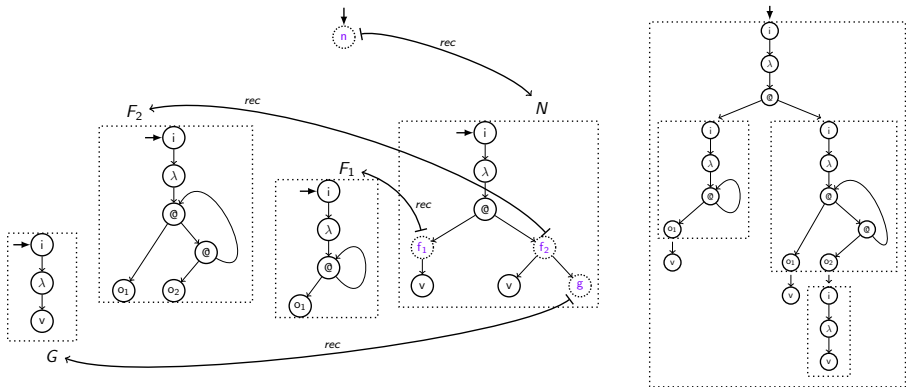 n
rec
N
rec
F₂
i
λ
@
@
o₁
o₂
F₁
rec
i
λ
@
o₁
i
λ
@
f₁
f₂
v
v
g
i
λ
v
G
rec
i
λ
@
i
λ
@
o₁
v
i
λ
@
@
o₁
o₂
v
i
λ
v